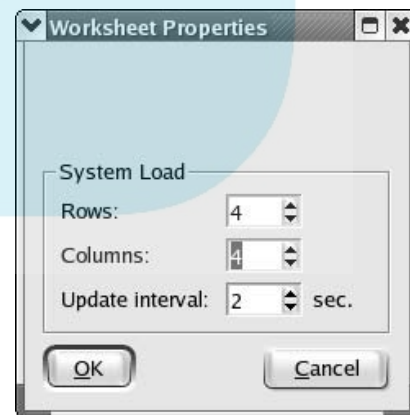 Worksheet Properties
System Load
Rows: 4
Columns: 4
Update interval: 2 sec.
OK Cancel